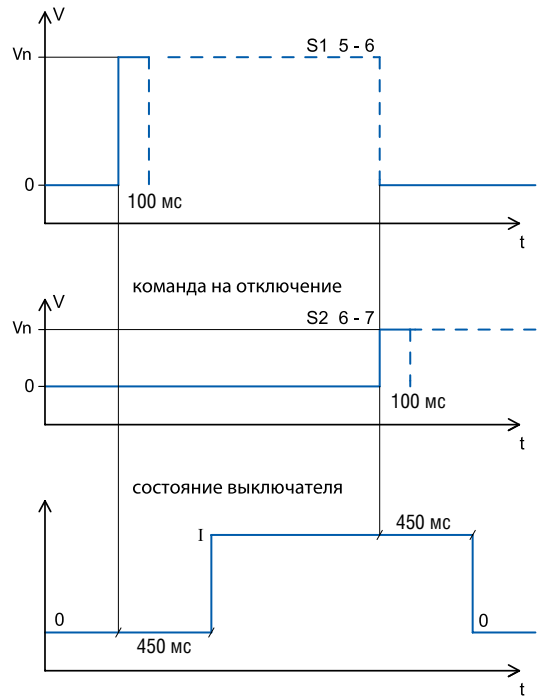 V
Vn
S1 5 - 6
0
100 мс
t
команда на отключение
V
Vn
S2 6 - 7
0
100 мс
t
состояние выключателя
I
450 мс
0
0
450 мс
t